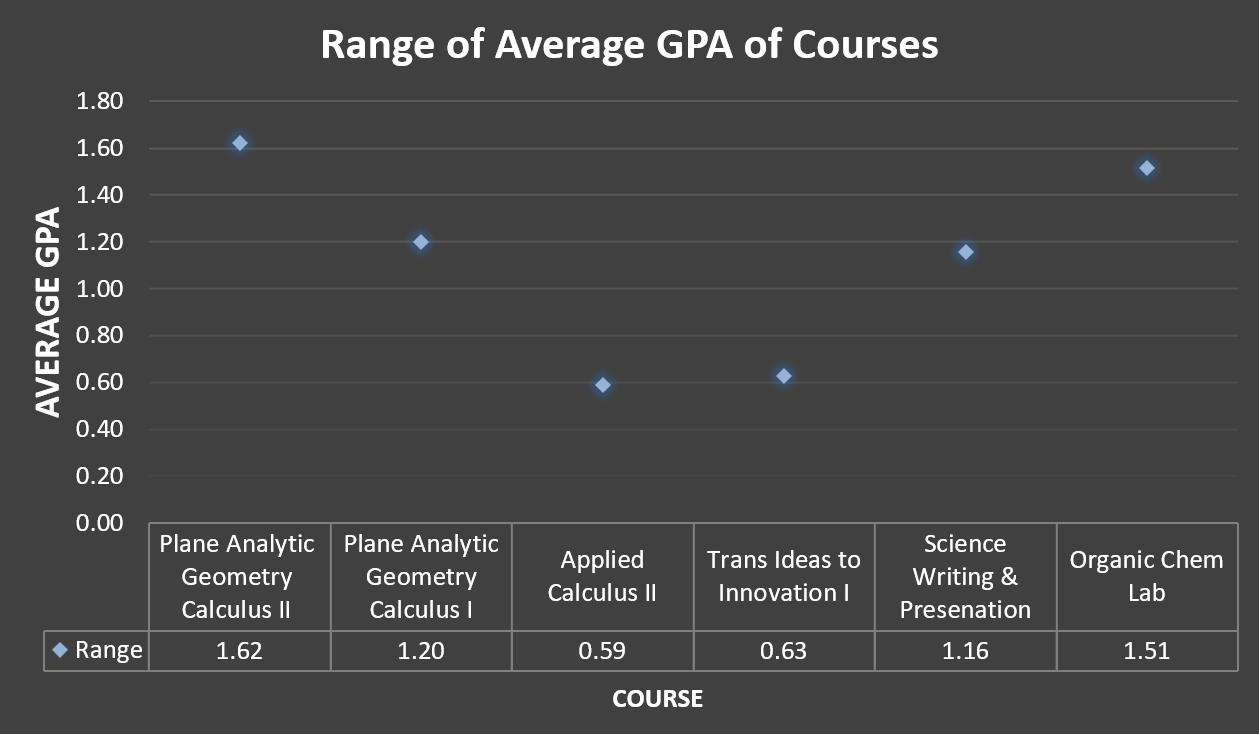 Range of Average GPA of Courses
1.80
1.60
1.40
1.20
1.00
0.80
0.60
0.40
0.20
0.00
AVERAGE GPA
Plane Analytic
Geometry
Calculus II
Plane Analytic
Geometry
Calculus I
Applied
Calculus II
Trans Ideas to
Innovation I
Science
Writing &
Presenation
Organic Chem
Lab
Range 1.62 1.20 0.59 0.63 1.16 1.51
COURSE